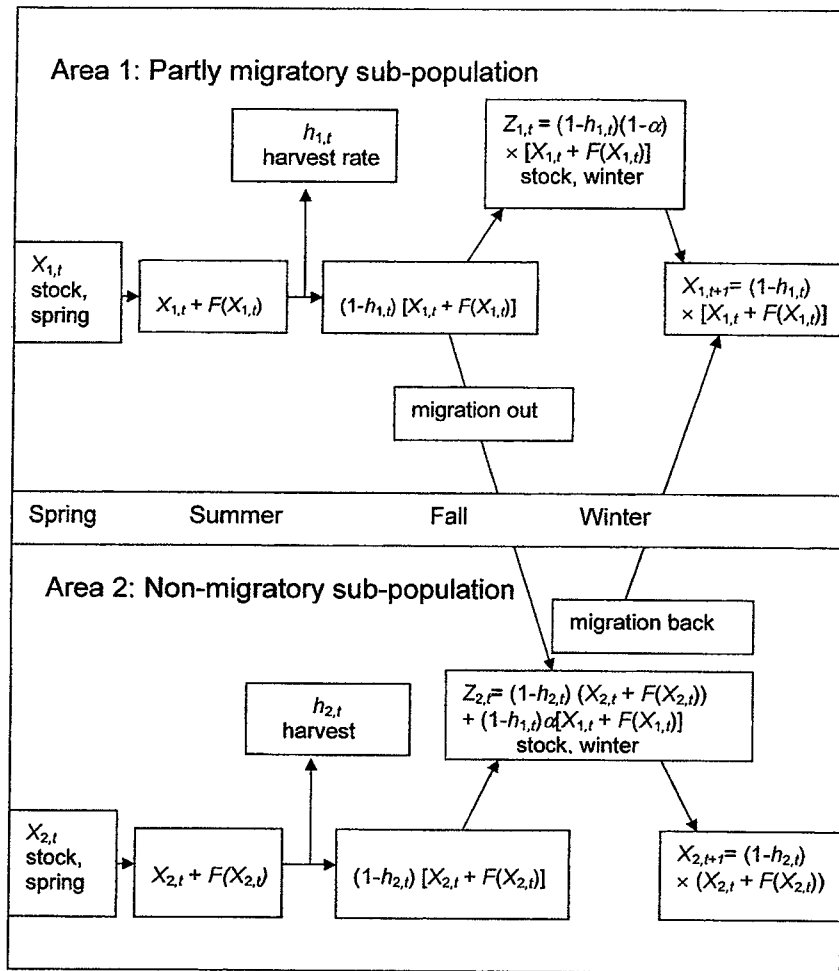 Area 1: Partly migratory sub-population
h1,t
harvest rate
Z1,t = (1-h1,t)(1-α)
× [X1,t + F(X1,t)]
stock, winter
X1,t
stock,
spring
X1,t + F(X1,t)
(1-h1,t) [X1,t + F(X1,t)]
X1,t+1= (1-h1,t)
× [X1,t + F(X1,t)]
migration out
Spring Summer Fall Winter
Area 2: Non-migratory sub-population
migration back
h2,t
harvest
Z2,t= (1-h2,t) (X2,t + F(X2,t))
+ (1-h1,t)α[X1,t + F(X1,t)]
stock, winter
X2,t
stock,
spring
X2,t + F(X2,t)
(1-h2,t) [X2,t + F(X2,t)]
X2,t+1= (1-h2,t)
× (X2,t + F(X2,t))